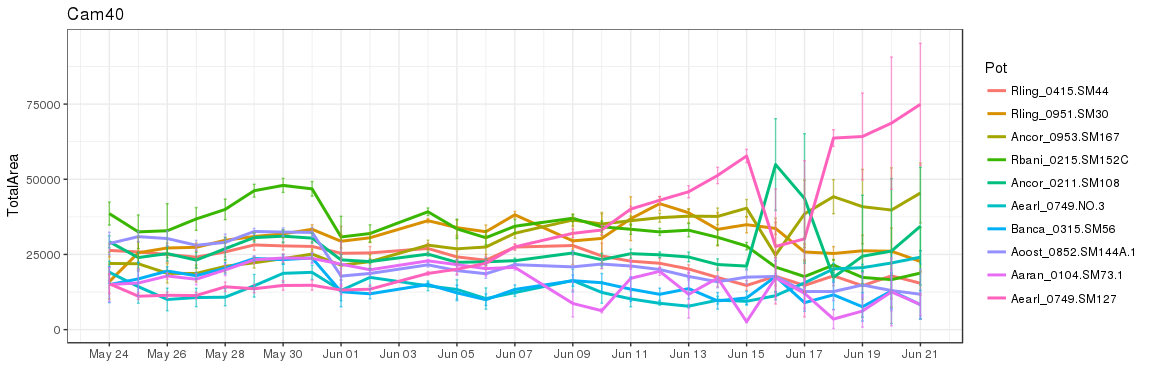 Cam40
TotalArea
75000
50000
25000
0
May 24 May 26 May 28 May 30 Jun 01 Jun 03 Jun 05 Jun 07 Jun 09 Jun 11 Jun 13 Jun 15 Jun 17 Jun 19 Jun 21
Pot
Rling_0415.SM44
Rling_0951.SM30
Ancor_0953.SM167
Rbani_0215.SM152C
Ancor_0211.SM108
Aearl_0749.NO.3
Banca_0315.SM56
Aoost_0852.SM144A.1
Aaran_0104.SM73.1
Aearl_0749.SM127